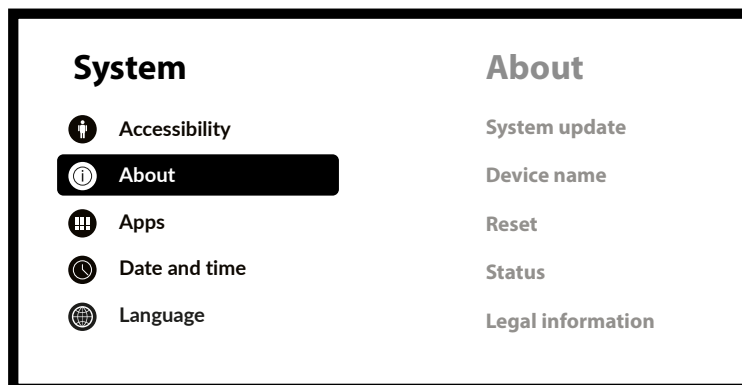 System
Accessibility
About
Apps
Date and time
Language
About
System update
Device name
Reset
Status
Legal information